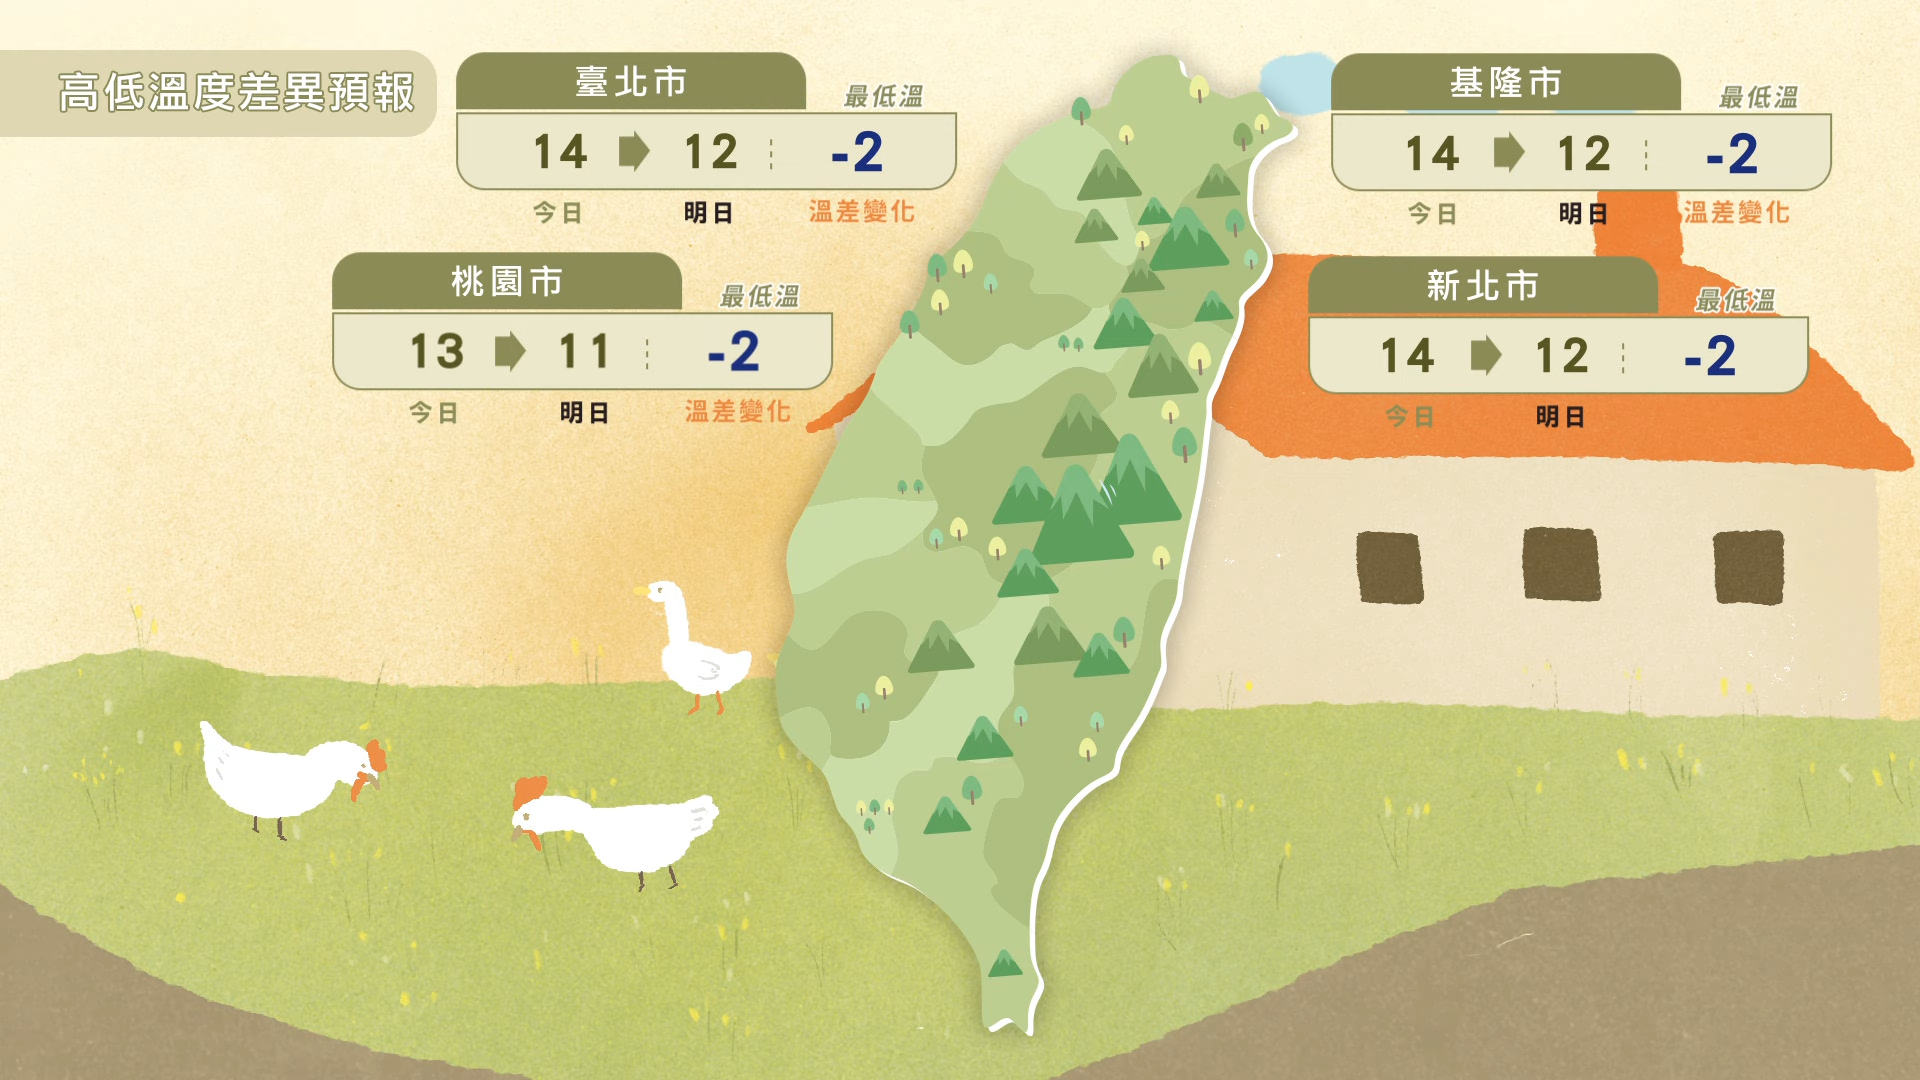 高低溫度差異預報
臺北市
最低溫
14 12 -2
今日 明日 溫差變化
基隆市
最低溫
14 12 -2
今日 明日 溫差變化
桃園市
最低溫
13 11 -2
今日 明日 溫差變化
新北市
最低溫
14 12 -2
今日 明日